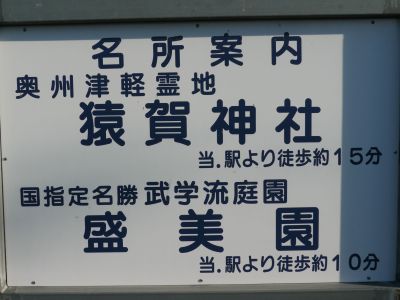 名所案内
奥州津軽霊地
猿賀神社
当.駅より徒歩約15分
国指定名勝 武学流庭園
盛美園
当.駅より徒歩約10分